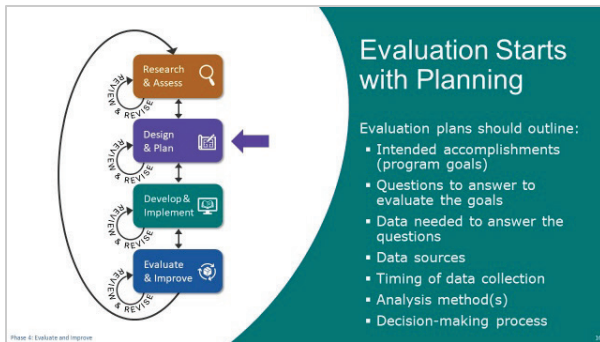 Research
& Assess
REVIEW & REVISE
Design
& Plan
REVIEW & REVISE
Develop &
Implement
REVIEW & REVISE
Evaluate
& Improve
REVIEW & REVISE
Phase 4: Evaluate and Improve
Evaluation Starts
with Planning
Evaluation plans should outline:
▪ Intended accomplishments
(program goals)
▪ Questions to answer to
evaluate the goals
▪ Data needed to answer the
questions
▪ Data sources
▪ Timing of data collection
▪ Analysis method(s)
▪ Decision-making process